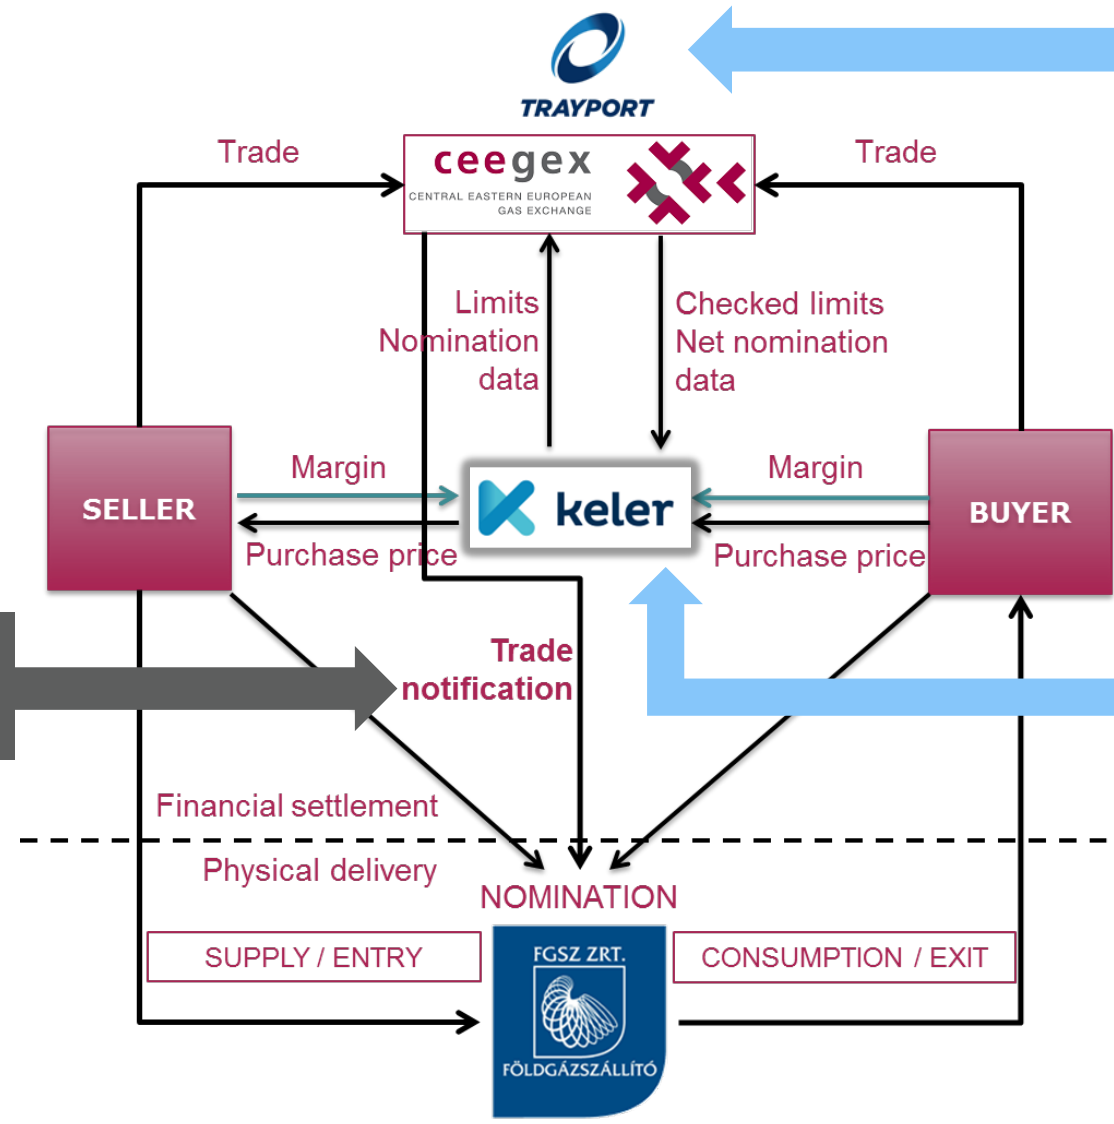 TRAYPORT
Trade
ceegex
CENTRAL EASTERN EUROPEAN
GAS EXCHANGE
Trade
Limits
Nomination
data
Checked limits
Net nomination
data
SELLER
Margin
keler
Margin
BUYER
Purchase price
Purchase price
Trade
notification
Financial settlement
Physical delivery
NOMINATION
SUPPLY / ENTRY
FGSZ ZRT.
CONSUMPTION / EXIT
FÖLDGÁZSZÁLLÍTÓ